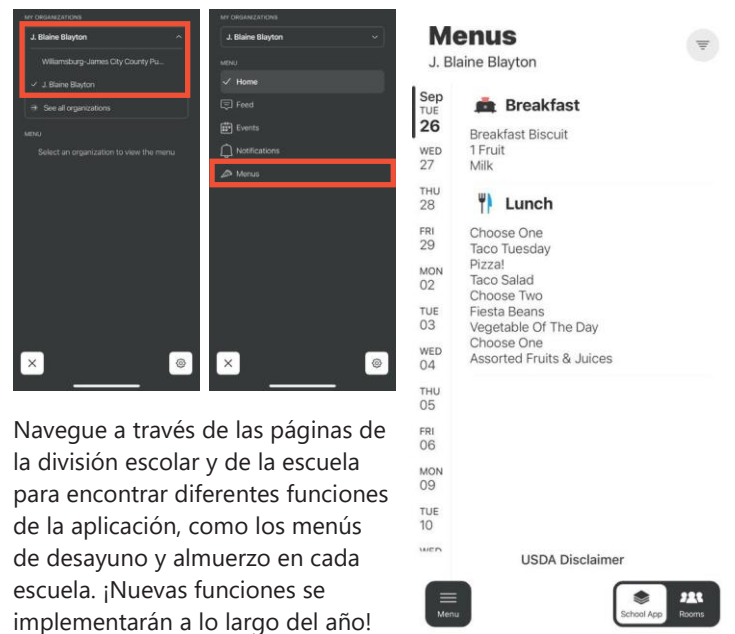 MY ORGANIZATIONS
J. Blaine Blayton
Williamsburg-James City County Pu...
J. Blaine Blayton
See all organizations
MENU
Select an organization to view the menu
MY ORGANIZATIONS
J. Blaine Blayton
MENU
Home
Feed
Events
Notifications
Menus
Navegue a través de las páginas de
la división escolar y de la escuela
para encontrar diferentes funciones
de la aplicación, como los menús
de desayuno y almuerzo en cada
escuela. ¡Nuevas funciones se
implementarán a lo largo del año!
Menus
J. Blaine Blayton
Sep
TUE
26
WED
27
THU
28
FRI
29
MON
02
TUE
03
WED
04
THU
05
FRI
06
MON
09
TUE
10
WED
Breakfast
Breakfast Biscuit
1 Fruit
Milk
Lunch
Choose One
Taco Tuesday
Pizza!
Taco Salad
Choose Two
Fiesta Beans
Vegetable Of The Day
Choose One
Assorted Fruits & Juices
USDA Disclaimer
Menu
School App
Rooms